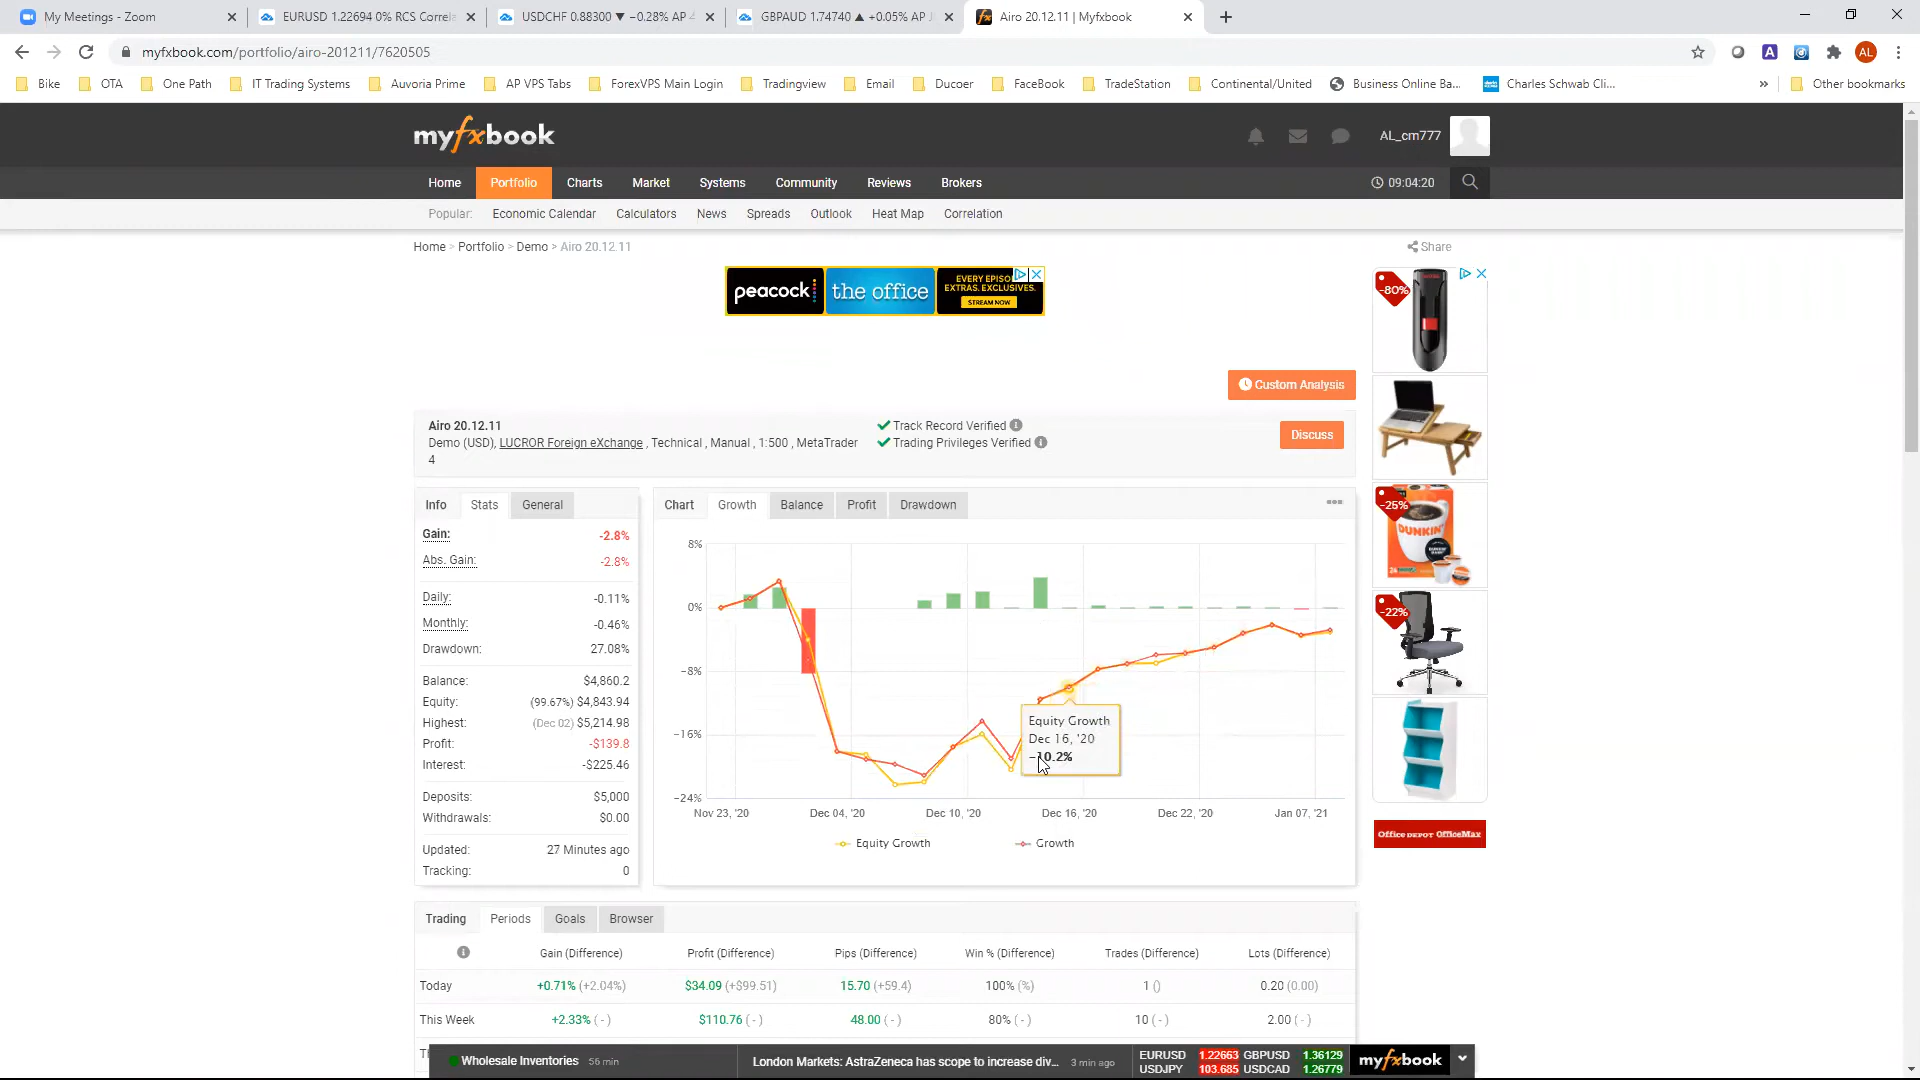 My Meetings - Zoom
EURUSD 1.22694 0% RCS Correla
USDCHF 0.88300 ▼ −0.28% AP
GBPAUD 1.74740 ▲ +0.05% AP
Airo 20.12.11 | Myfxbook
myfxbook.com/portfolio/airo-201211/7620505
AL
Bike
OTA
One Path
IT Trading Systems
Auvoria Prime
AP VPS Tabs
ForexVPS Main Login
Tradingview
Email
Ducoer
FaceBook
TradeStation
Continental/United
Business Online Ba...
Charles Schwab Cli...
»
Other bookmarks
myfxbook
AL_cm777
Home
Portfolio
Charts
Market
Systems
Community
Reviews
Brokers
09:04:20
Popular:
Economic Calendar
Calculators
News
Spreads
Outlook
Heat Map
Correlation
Home > Portfolio > Demo > Airo 20.12.11
Share
peacock
the office
EVERY EPISO
EXTRAS. EXCLUSIVES.
STREAM NOW
-80%
-25%
DUNKIN'
-22%
Office DEPOT OfficeMax
Custom Analysis
Airo 20.12.11
Demo (USD), LUCROR Foreign eXchange , Technical , Manual , 1:500 , MetaTrader
4
Track Record Verified
Trading Privileges Verified
Discuss
Info
Stats
General
Gain: -2.8%
Abs. Gain: -2.8%
Daily: -0.11%
Monthly: -0.46%
Drawdown: 27.08%
Balance: $4,860.2
Equity: (99.67%) $4,843.94
Highest: (Dec 02) $5,214.98
Profit: -$139.8
Interest: -$225.46
Deposits: $5,000
Withdrawals: $0.00
Updated: 27 Minutes ago
Tracking: 0
Chart
Growth
Balance
Profit
Drawdown
8%
0%
−8%
−16%
−24%
Equity Growth
Dec 16, '20
−10.2%
Nov 23, '20
Dec 04, '20
Dec 10, '20
Dec 16, '20
Dec 22, '20
Jan 07, '21
Equity Growth
Growth
Trading
Periods
Goals
Browser
Gain (Difference) Profit (Difference) Pips (Difference) Win % (Difference) Trades (Difference) Lots (Difference)
Today +0.71% (+2.04%) $34.09 (+$99.51) 15.70 (+59.4) 100% (%) 1 () 0.20 (0.00)
This Week +2.33% ( - ) $110.76 ( - ) 48.00 ( - ) 80% ( - ) 10 ( - ) 2.00 ( - )
Wholesale Inventories 56 min
London Markets: AstraZeneca has scope to increase div... 3 min ago
EURUSD 1.22663 GBPUSD 1.36129
USDJPY 103.685 USDCAD 1.26779
myfxbook